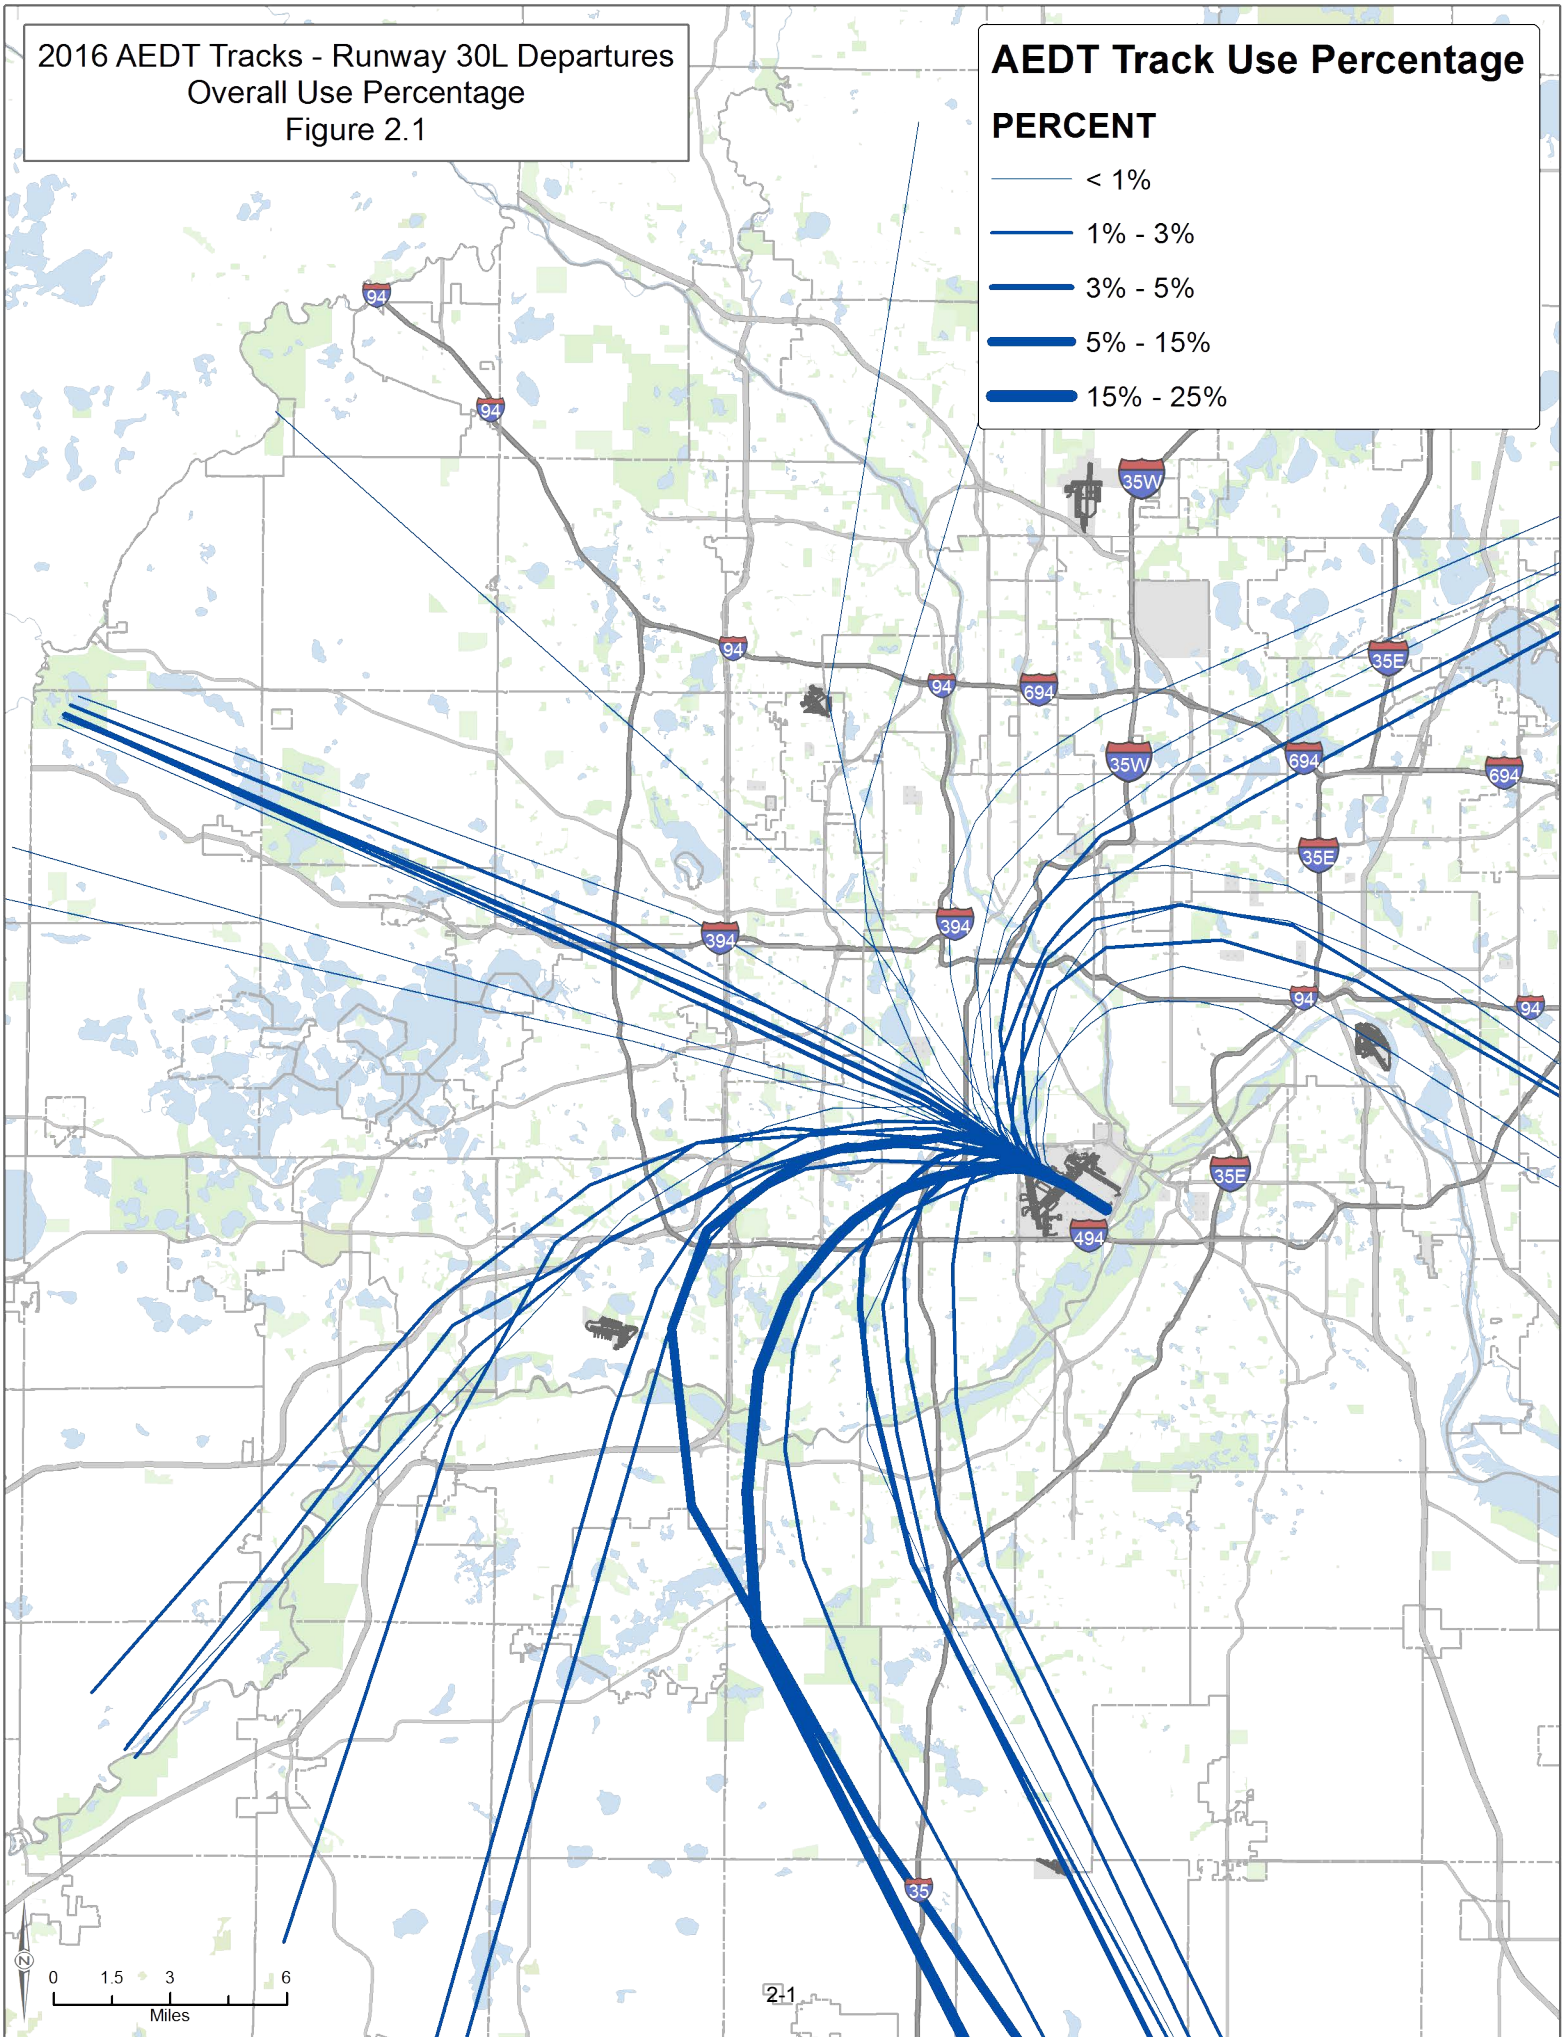 2016 AEDT Tracks - Runway 30L Departures
Overall Use Percentage
Figure 2.1
AEDT Track Use Percentage
PERCENT
< 1%
1% - 3%
3% - 5%
5% - 15%
15% - 25%
94
94
35W
94
35E
94
694
35W
694
694
35E
394
394
94
94
35E
494
35
N
0 1.5 3 6
Miles
2-1